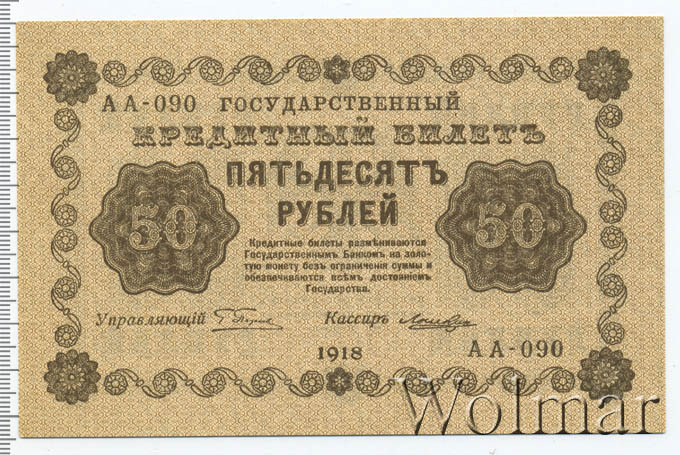 АА-090 ГОСУДАРСТВЕННЫЙ
КРЕДИТНЫЙ БИЛЕТЪ
ПЯТЬДЕСЯТЪ
РУБЛЕЙ
50
50
Кредитные билеты размѣниваются
Государственнымъ Банкомъ на золо-
тую монету безъ ограниченія суммы и
обезпечиваются всѣмъ достояніемъ
Государства.
Управляющій
Кассиръ
1918
АА-090
Wolmar